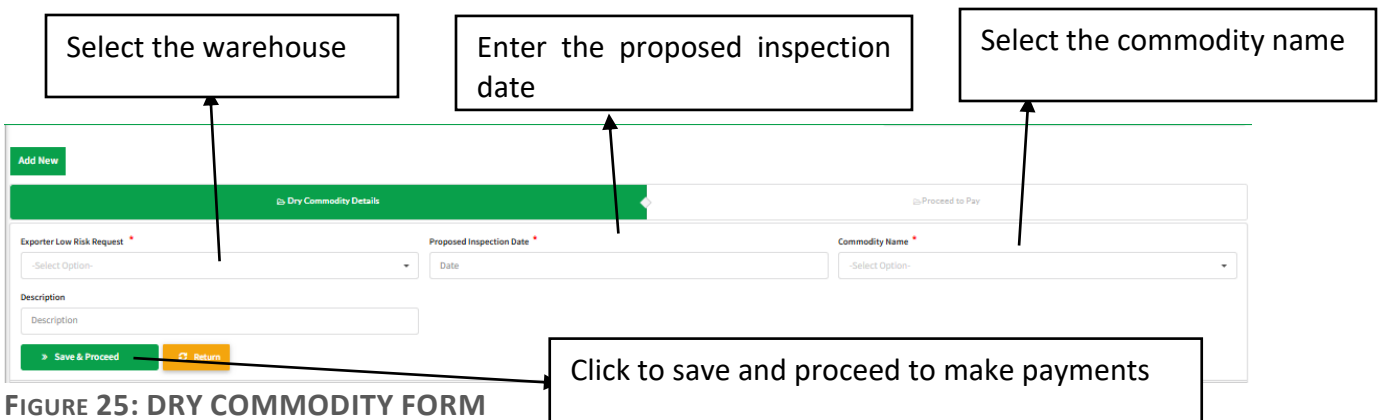 Select the warehouse
Enter the proposed inspection
date
Select the commodity name
Add New
Dry Commodity Details
Proceed to Pay
Exporter Low Risk Request *
Proposed Inspection Date *
Commodity Name *
-Select Option-
Date
-Select Option-
Description
Description
» Save & Proceed
Return
Click to save and proceed to make payments
FIGURE 25: DRY COMMODITY FORM